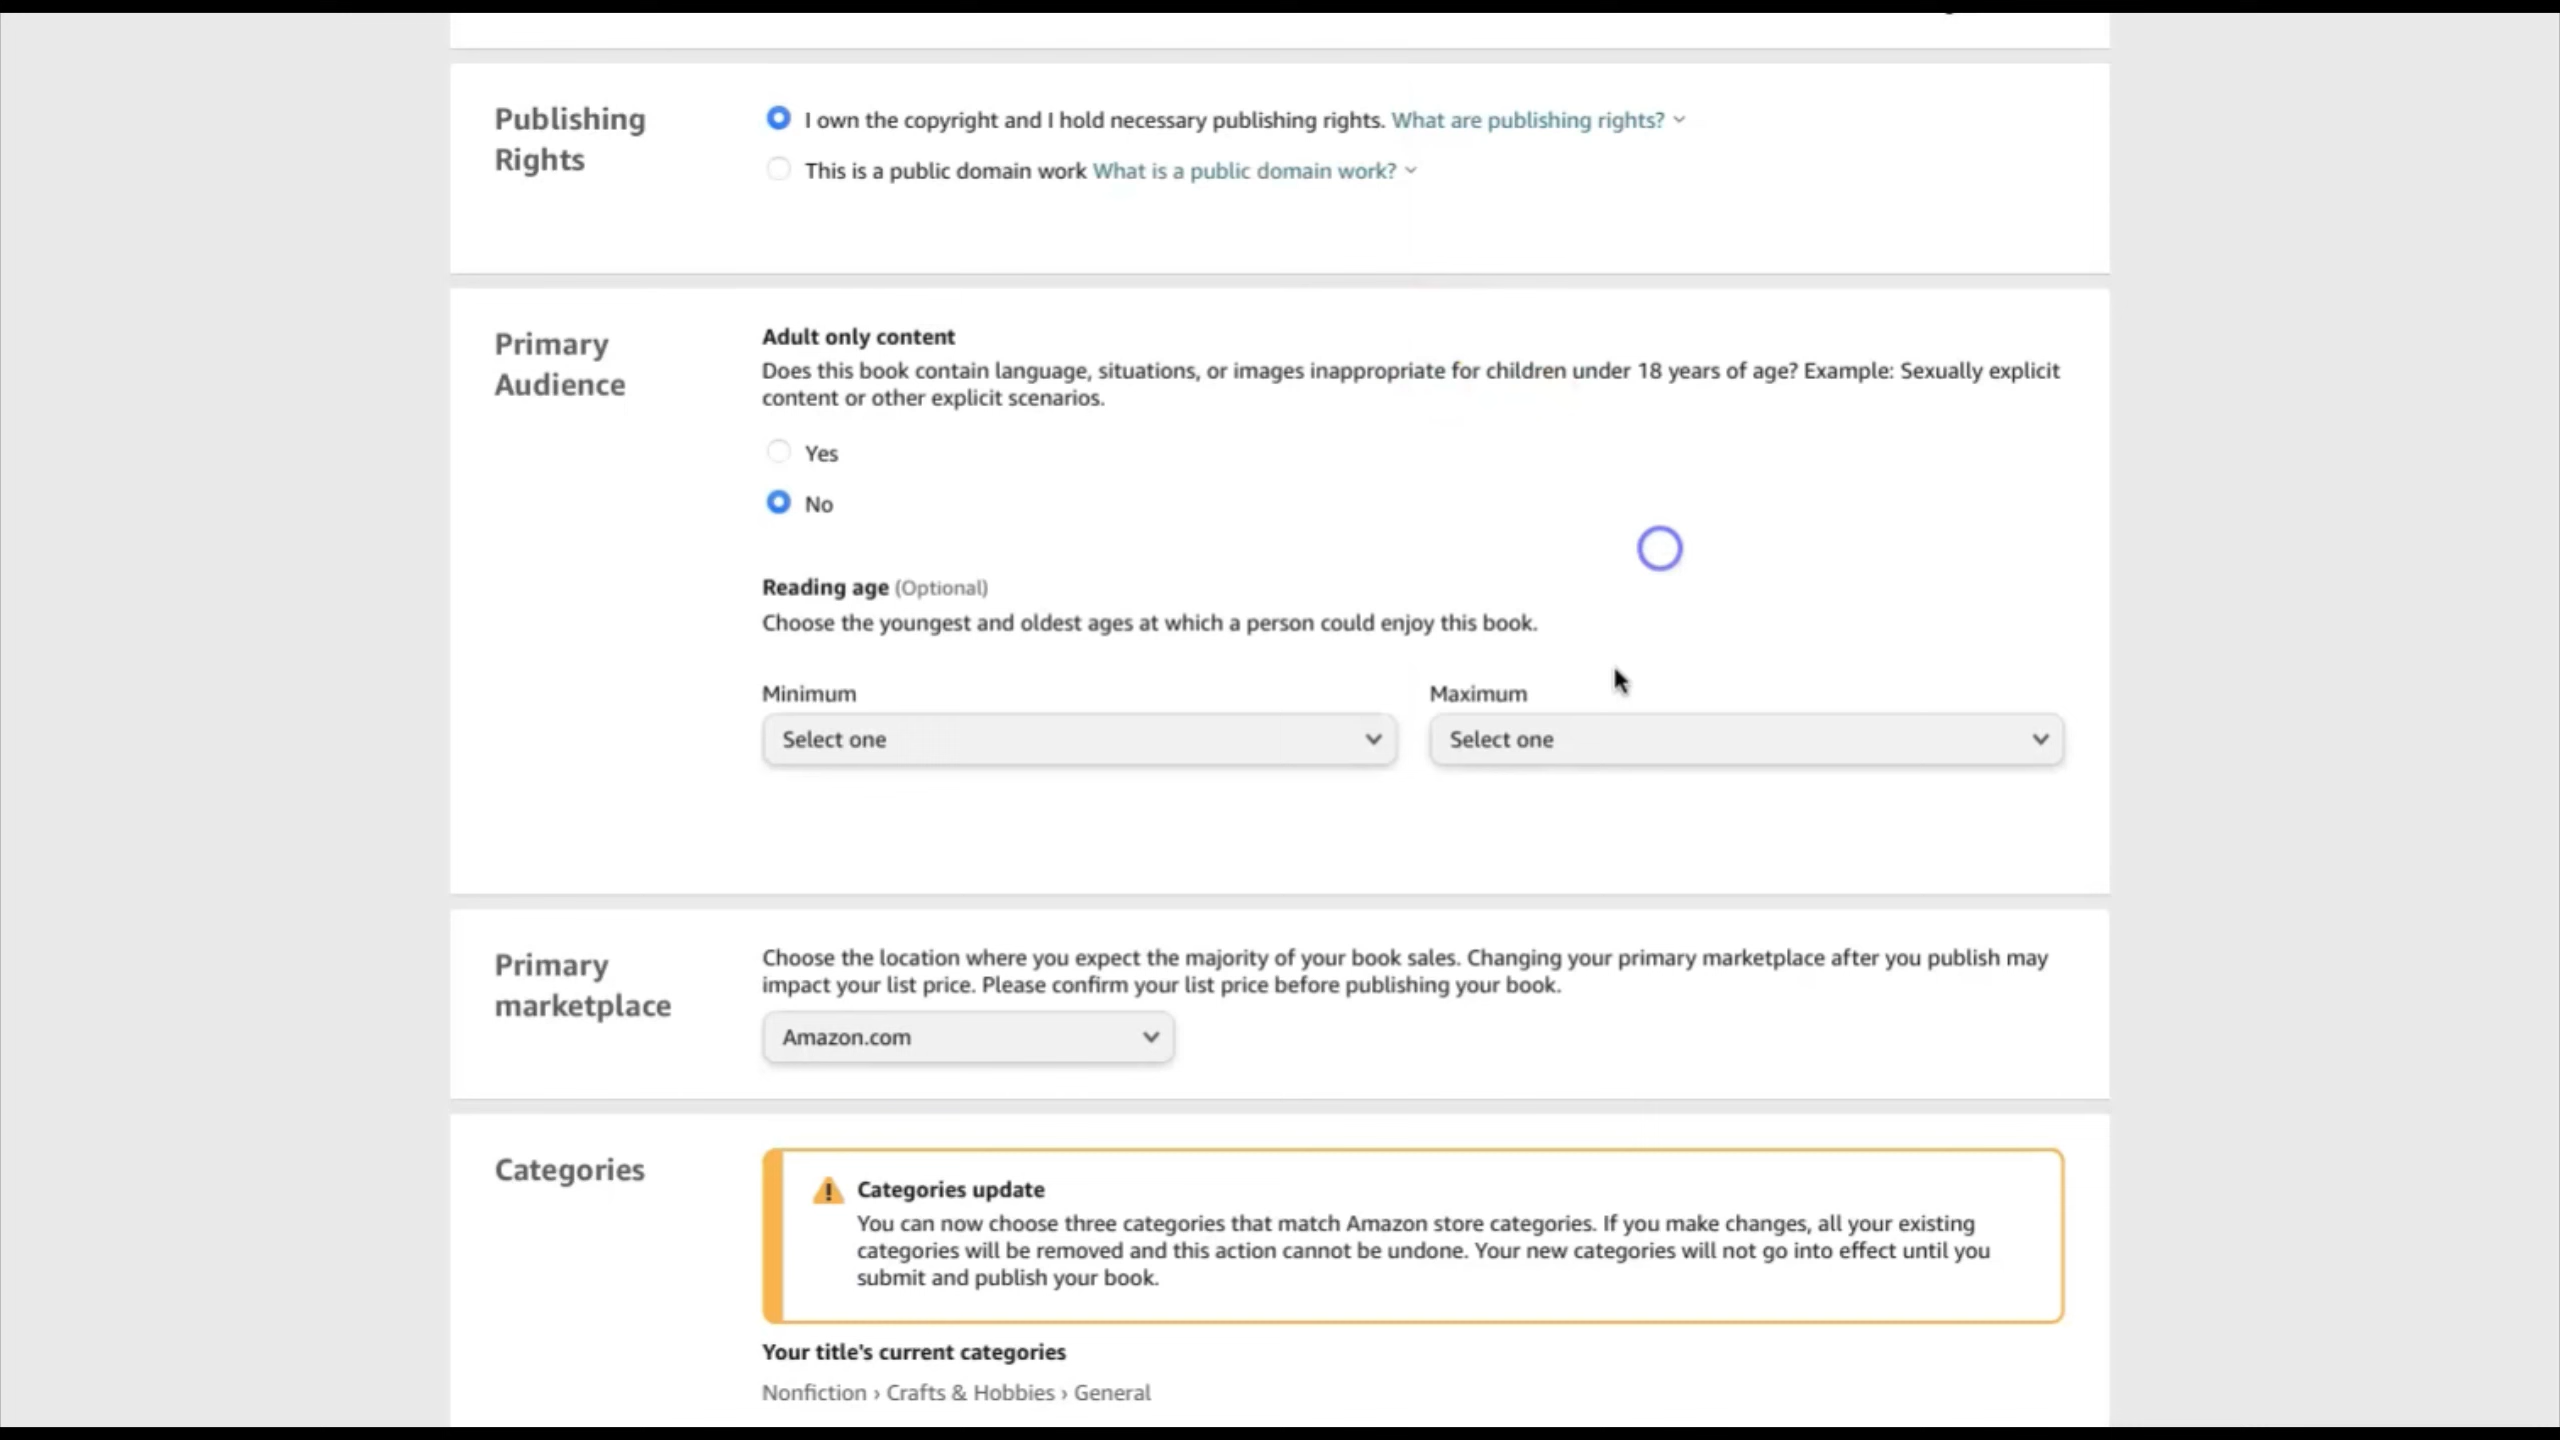 Publishing
Rights
I own the copyright and I hold necessary publishing rights. What are publishing rights?
This is a public domain work What is a public domain work?
Primary
Audience
Adult only content
Does this book contain language, situations, or images inappropriate for children under 18 years of age? Example: Sexually explicit
content or other explicit scenarios.
Yes
No
Reading age (Optional)
Choose the youngest and oldest ages at which a person could enjoy this book.
Minimum
Maximum
Select one
Select one
Primary
marketplace
Choose the location where you expect the majority of your book sales. Changing your primary marketplace after you publish may
impact your list price. Please confirm your list price before publishing your book.
Amazon.com
Categories
Categories update
You can now choose three categories that match Amazon store categories. If you make changes, all your existing
categories will be removed and this action cannot be undone. Your new categories will not go into effect until you
submit and publish your book.
Your title's current categories
Nonfiction › Crafts & Hobbies › General